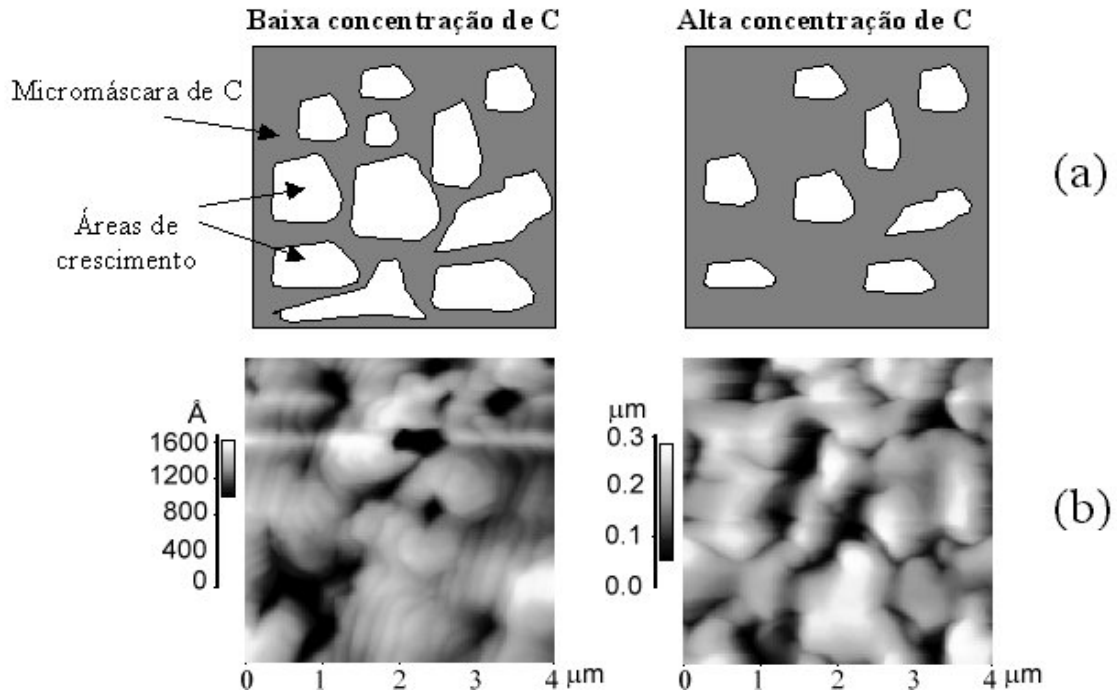 Baixa concentração de C
Alta concentração de C
Micromáscara de C
Áreas de
crescimento
(a)
Å
1600
1200
800
400
0
0 1 2 3 4 μm
μm
0.3
0.2
0.1
0.0
0 1 2 3 4 μm
(b)